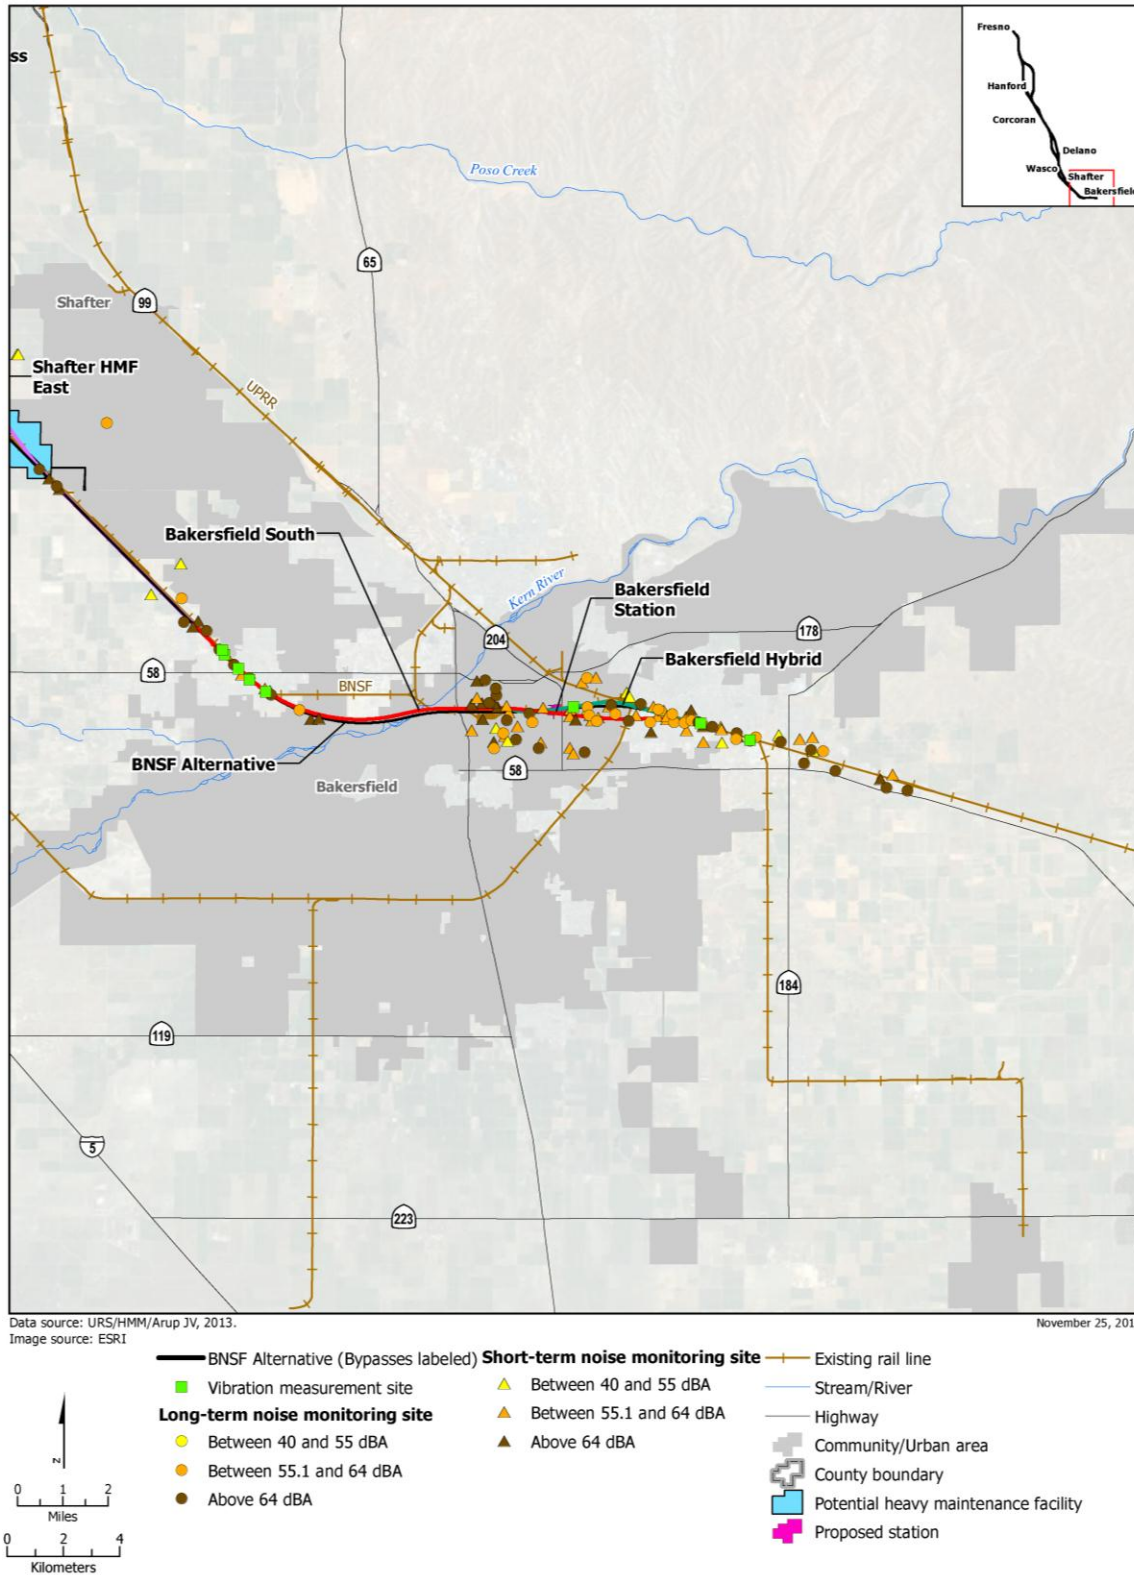 ss
Fresno
Hanford
Corcoran
Delano
Wasco
Shafter
Bakersfield
Poso Creek
65
Shafter
99
Shafter HMF
East
UPRR
Bakersfield South
Kern River
Bakersfield
Station
204
178
58
Bakersfield Hybrid
BNSF
BNSF Alternative
58
Bakersfield
184
119
5
223
Data source: URS/HMM/Arup JV, 2013.
Image source: ESRI
November 25, 201
BNSF Alternative (Bypasses labeled)
Vibration measurement site
Long-term noise monitoring site
Between 40 and 55 dBA
Between 55.1 and 64 dBA
Above 64 dBA
Short-term noise monitoring site
Between 40 and 55 dBA
Between 55.1 and 64 dBA
Above 64 dBA
Existing rail line
Stream/River
Highway
Community/Urban area
County boundary
Potential heavy maintenance facility
Proposed station
z
0 1 2
Miles
0 2 4
Kilometers